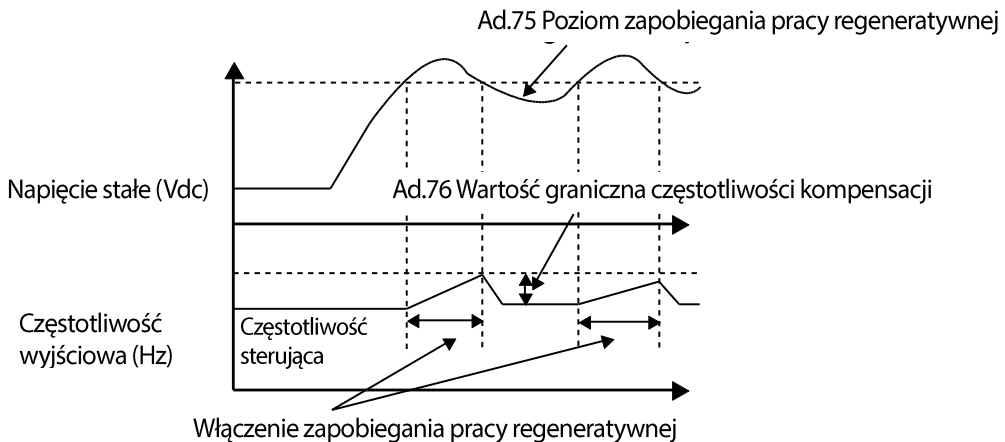 Ad.75 Poziom zapobiegania pracy regeneratywnej
Napięcie stałe (Vdc)
Ad.76 Wartość graniczna częstotliwości kompensacji
Częstotliwość
wyjściowa (Hz)
Częstotliwość
sterująca
Włączenie zapobiegania pracy regeneratywnej